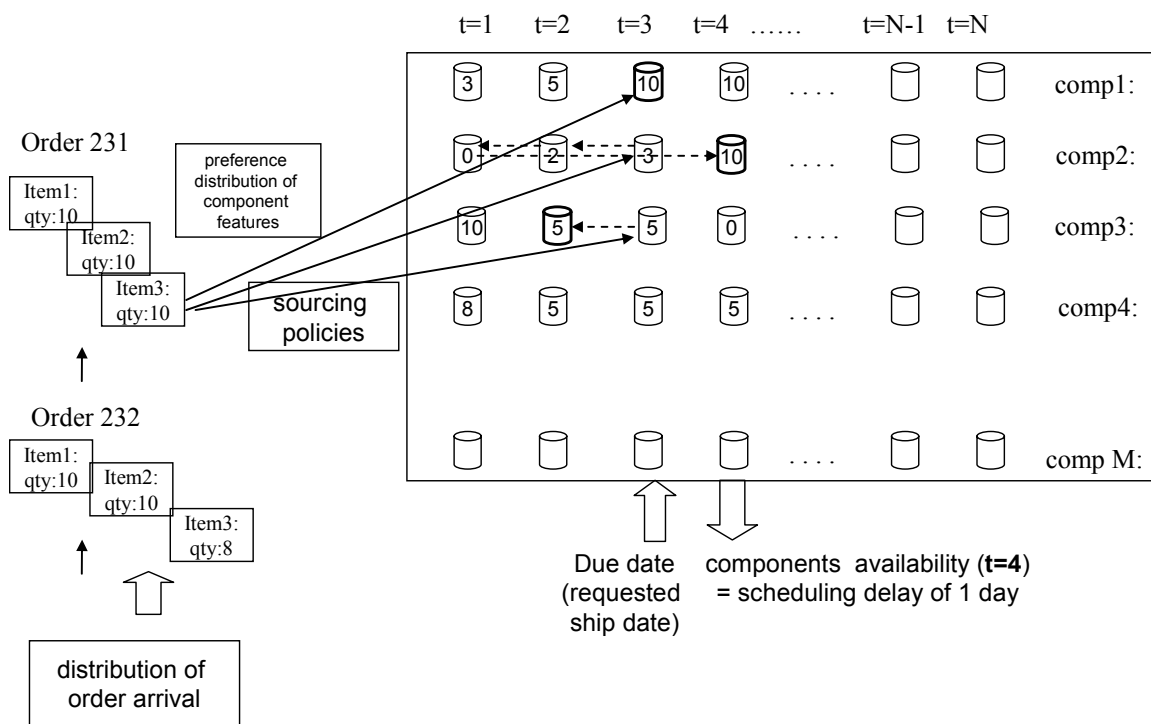 t=1 t=2 t=3 t=4 ...... t=N-1 t=N
3 5 10 10 . . . . comp1:
Order 231
0 2 3 10 . . . . comp2:
preference
distribution of
component
features
Item1:
qty:10
Item2:
qty:10
Item3:
qty:10
10 5 5 0 . . . . comp3:
sourcing
policies
8 5 5 5 . . . . comp4:
Order 232
Item1:
qty:10
Item2:
qty:10
Item3:
qty:8
. . . . comp M:
Due date
(requested
ship date)
components availability (t=4)
= scheduling delay of 1 day
distribution of
order arrival